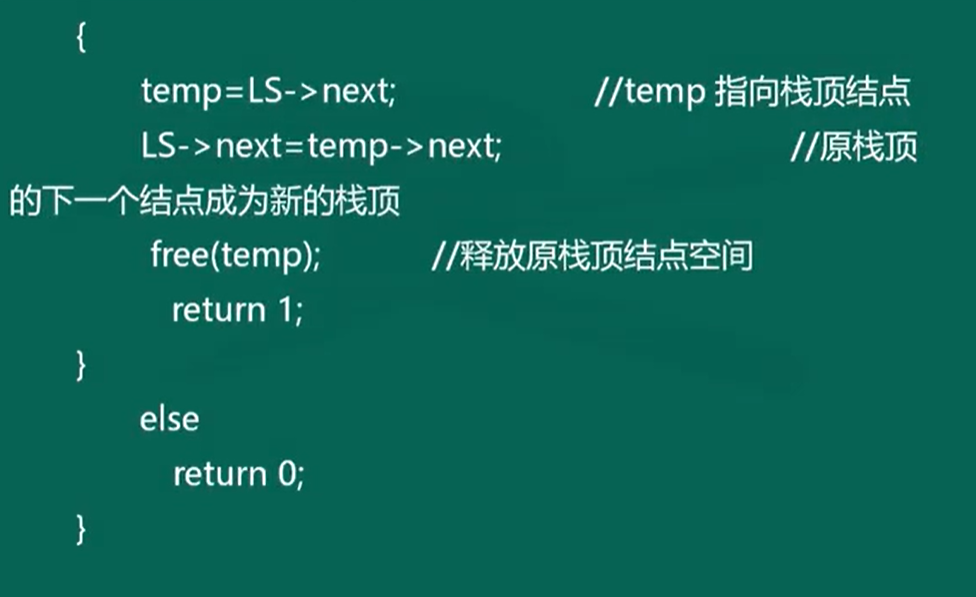 {
temp=LS->next; //temp 指向栈顶结点
LS->next=temp->next; //原栈顶
的下一个结点成为新的栈顶
free(temp); //释放原栈顶结点空间
return 1;
}
else
return 0;
}